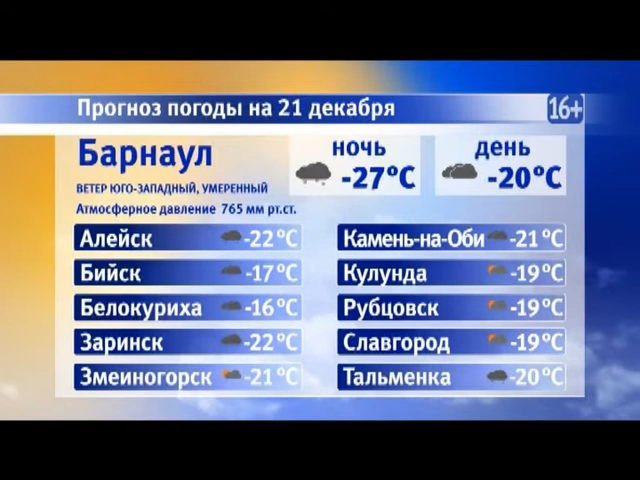 Прогноз погоды на 21 декабря 16+
Барнаул
ВЕТЕР ЮГО-ЗАПАДНЫЙ, УМЕРЕННЫЙ
Атмосферное давление 765 мм рт.ст.
ночь
-27°C
день
-20°C
Алейск -22°C
Бийск -17°C
Белокуриха -16°C
Заринск -22°C
Змеиногорск -21°C
Камень-на-Оби -21°C
Кулунда -19°C
Рубцовск -19°C
Славгород -19°C
Тальменка -20°C